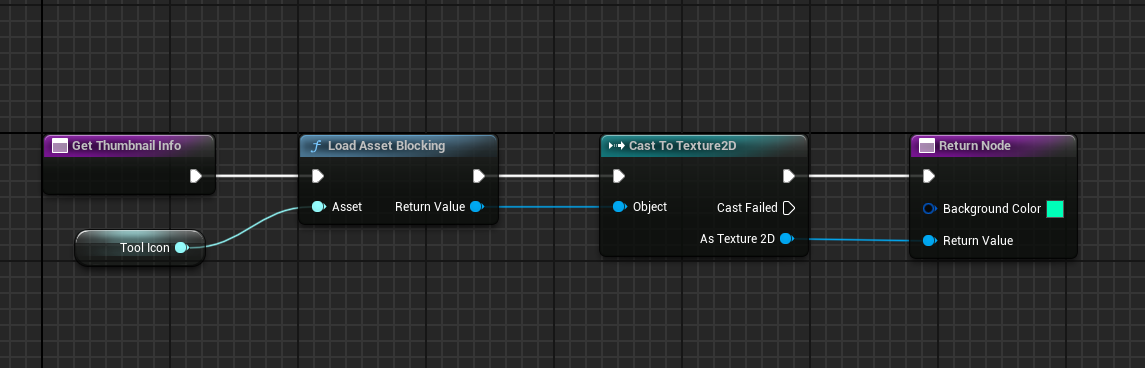 Get Thumbnail Info
Load Asset Blocking
Cast To Texture2D
Return Node
Asset
Return Value
Object
Cast Failed
Background Color
Tool Icon
As Texture 2D
Return Value